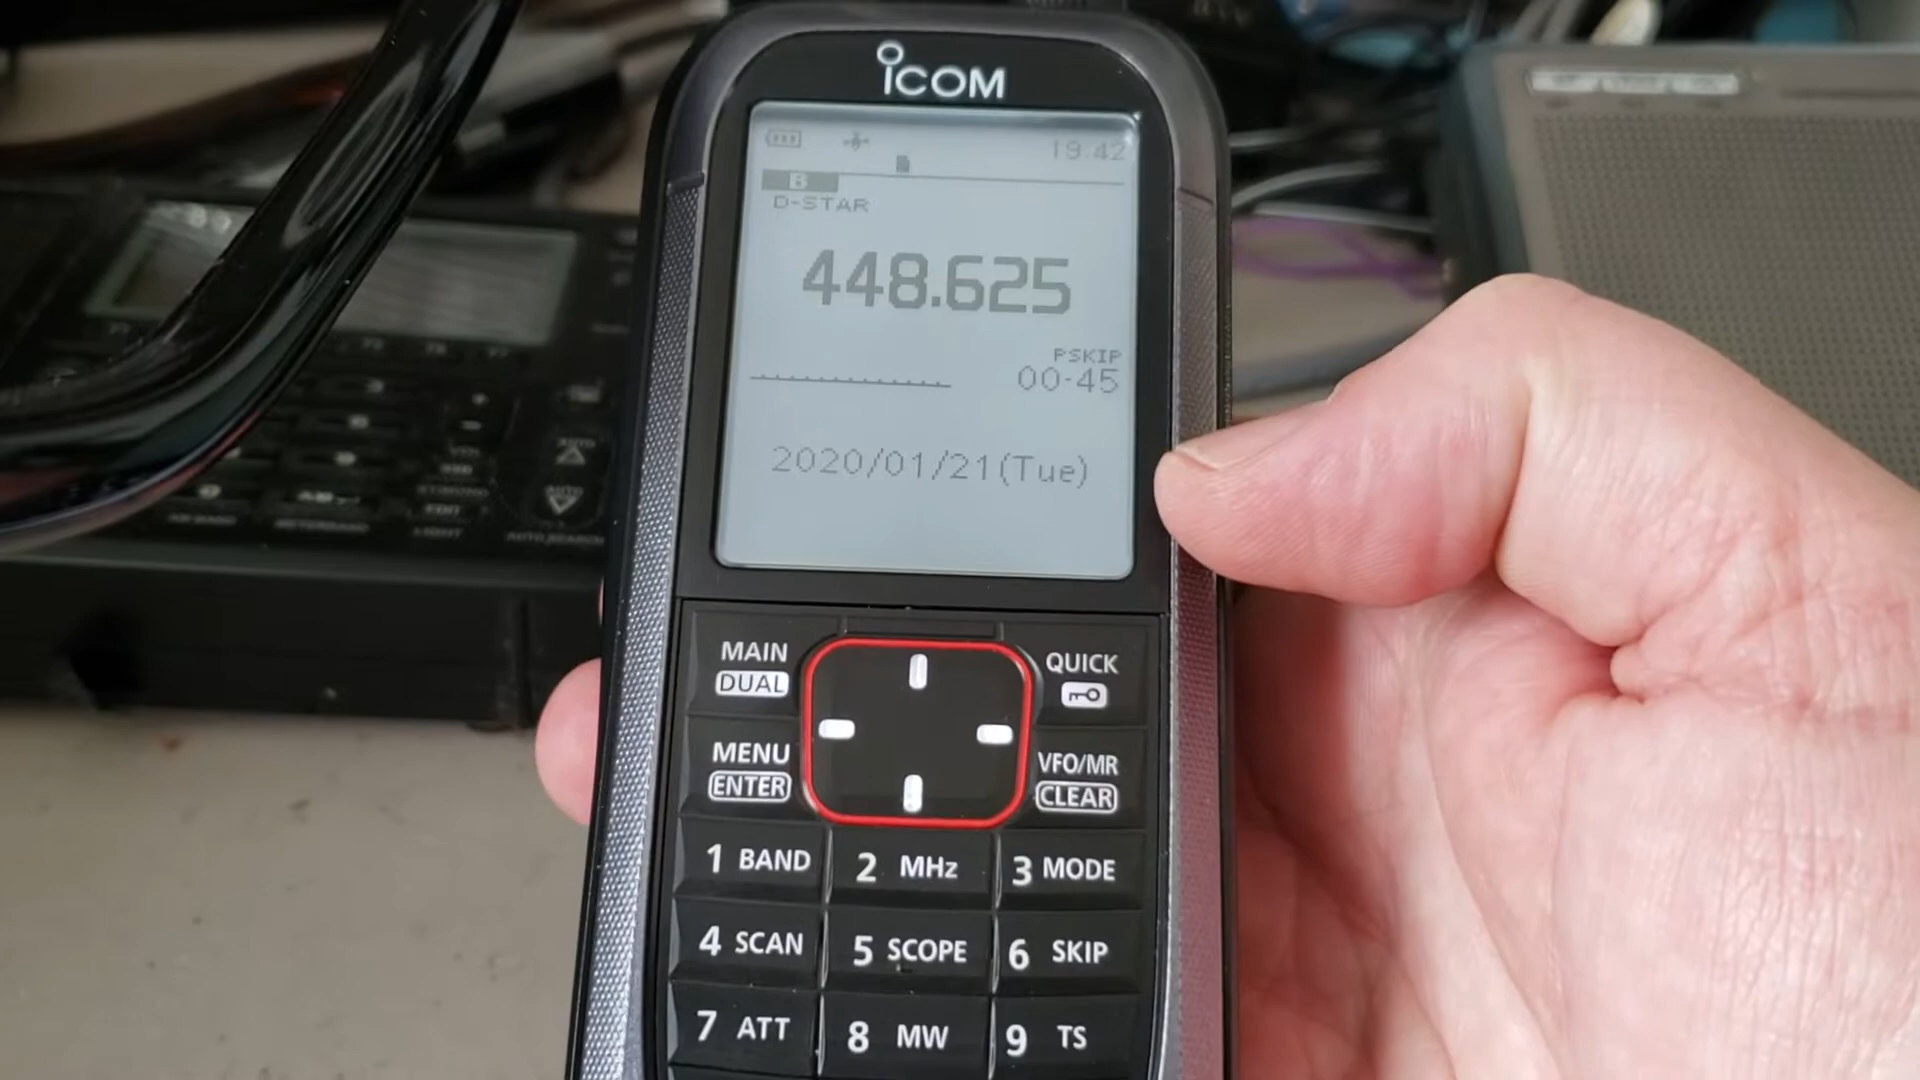 ICOM
19:42
B
D-STAR
448.625
PSKIP
00-45
2020/01/21(Tue)
MAIN
DUAL
QUICK
MENU
ENTER
VFO/MR
CLEAR
1 BAND
2 MHz
3 MODE
4 SCAN
5 SCOPE
6 SKIP
7 ATT
8 MW
9 TS